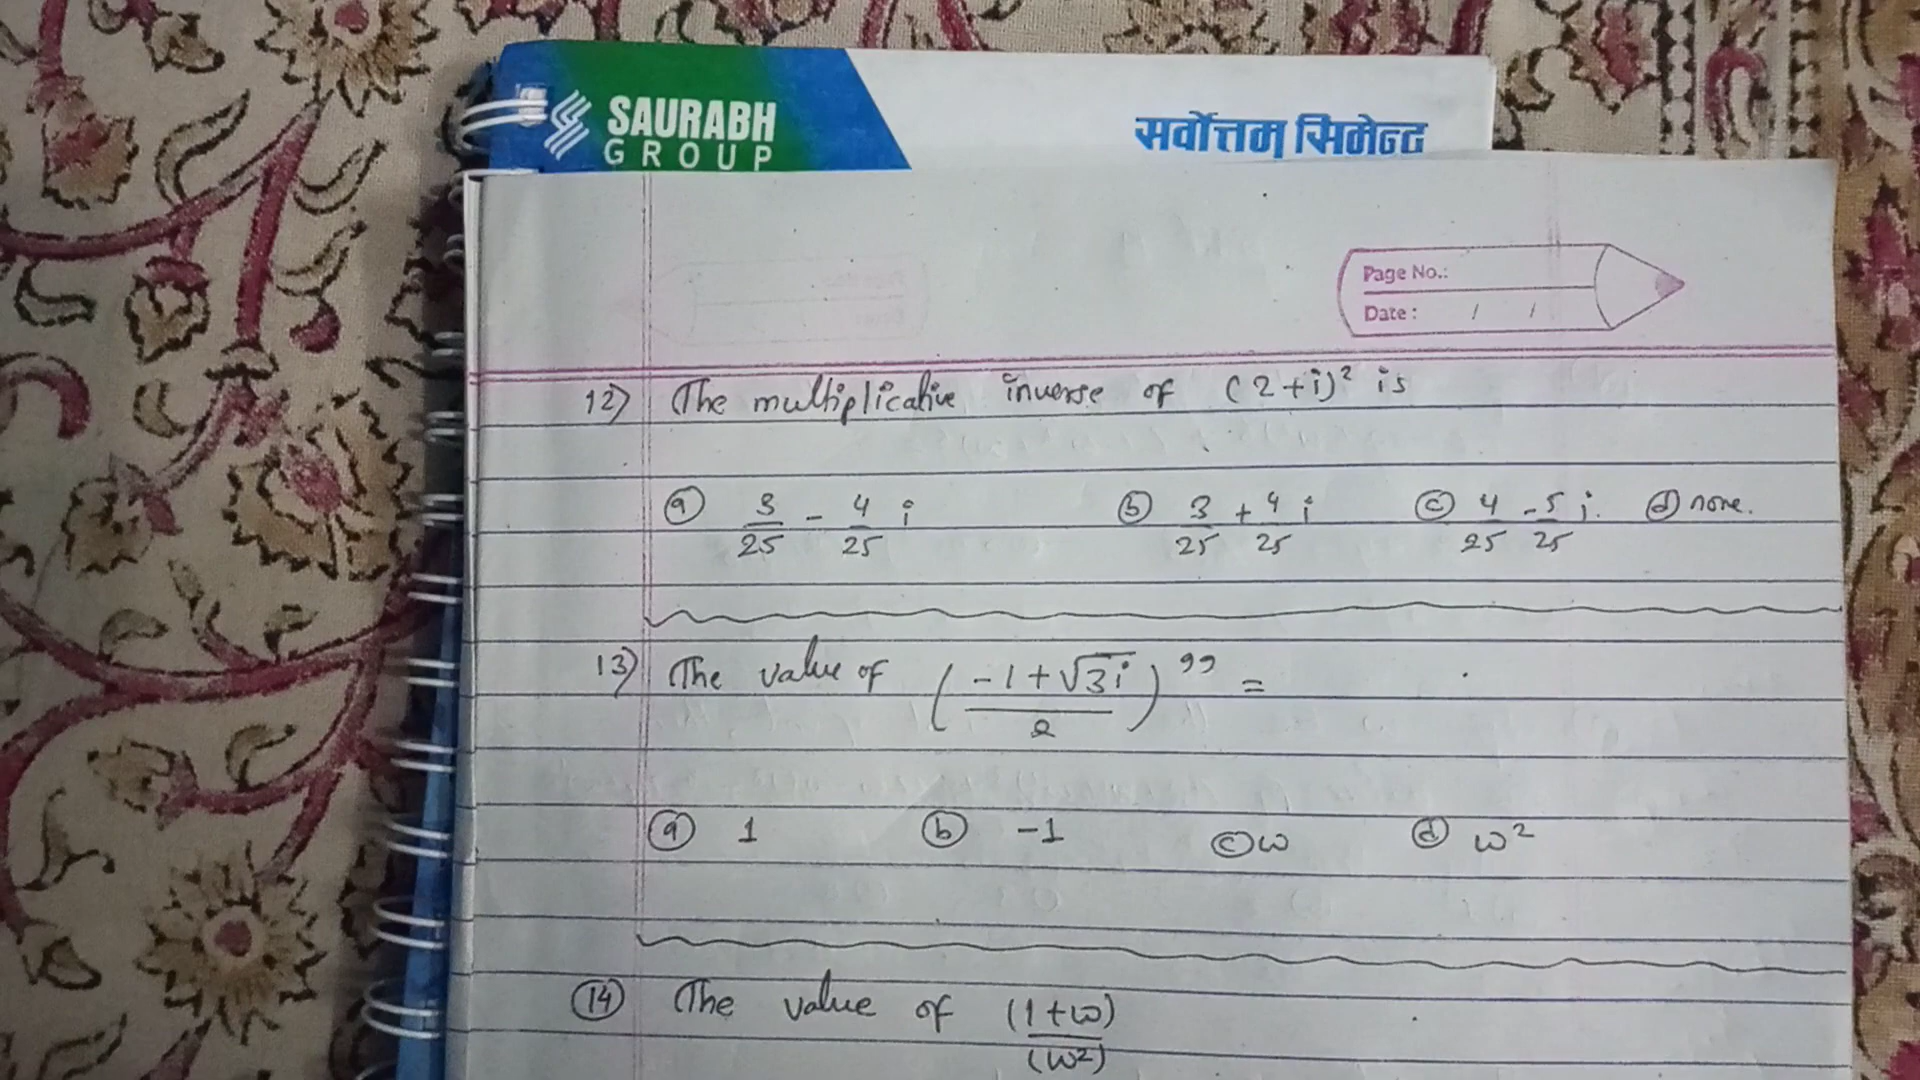 SAURABH
GROUP
सर्वोत्तम सिमेन्ट
Page No.:
Date : / /
12) The multiplicative inverse of (2+i)² is
ⓐ 3/25 - 4/25 i ⓑ 3/25 + 4/25 i ⓒ 4/25 - 5/25 i. ⓓ none.
13) The value of ((-1+√3i)/2)⁹⁹ =
ⓐ 1 ⓑ -1 ⓒ ω ⓓ ω²
⑭ The value of (1+ω)/(ω²)